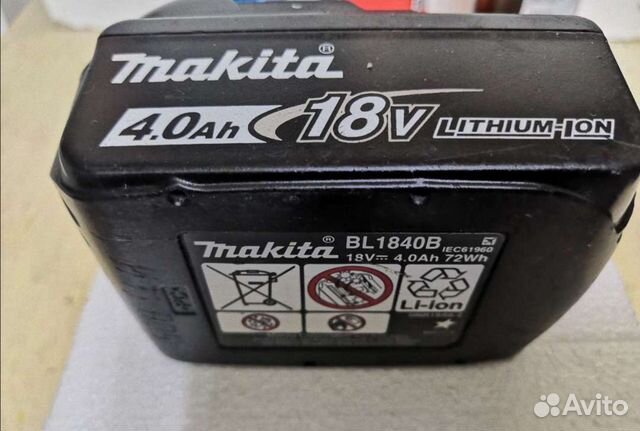 makita®
4.0Ah 18V LITHIUM-ION
makita® BL1840B
IEC61960
18V⎓ 4.0Ah 72Wh
Li-ion
Avito